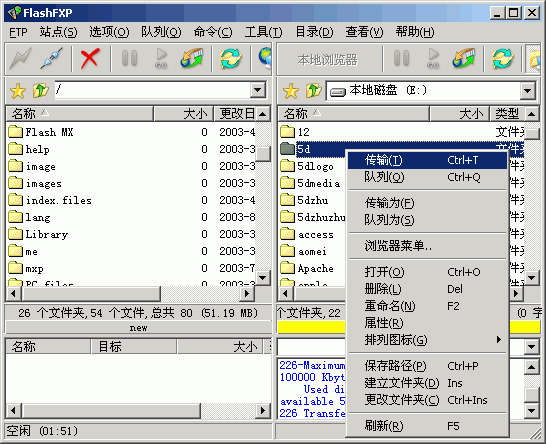 FlashFXP
FTP 站点(S) 选项(O) 队列(Q) 命令(C) 工具(T) 目录(D) 查看(V) 帮助(H)
GO 本地浏览器 GO
/ 本地磁盘 (E:)
名称 大小 更改日
Flash MX 0 2003-4
help 0 2003-3
image 0 2003-3
images 0 2003-4
index.files 0 2003-4
lang 0 2003-8
Library 0 2003-3
me 0 2003-3
mxp 0 2003-7
PC files
名称 大小 类型
12 文件夹
5d 文件夹
5dlogo
5dmedia
5dzhu
5dzhuzhu
access
aomei
Apache
apple
传输(T) Ctrl+T
队列(Q) Ctrl+Q
传输为(F)
队列为(S)
浏览器菜单..
打开(O) Ctrl+O
删除(L) Del
重命名(N) F2
属性(R)
排列图标(G)
保存路径(P) Ctrl+P
建立文件夹(D) Ins
更改文件夹(C) Ctrl+Ins
刷新(R) F5
26 个文件夹,54 个文件,总共 80 (51.19 MB)
new
个文件夹,22
(0 字
名称 目标 大小
226-Maximum
100000 Kbyt
Used di
available 5
226 Transfe
空闲 (01:51)